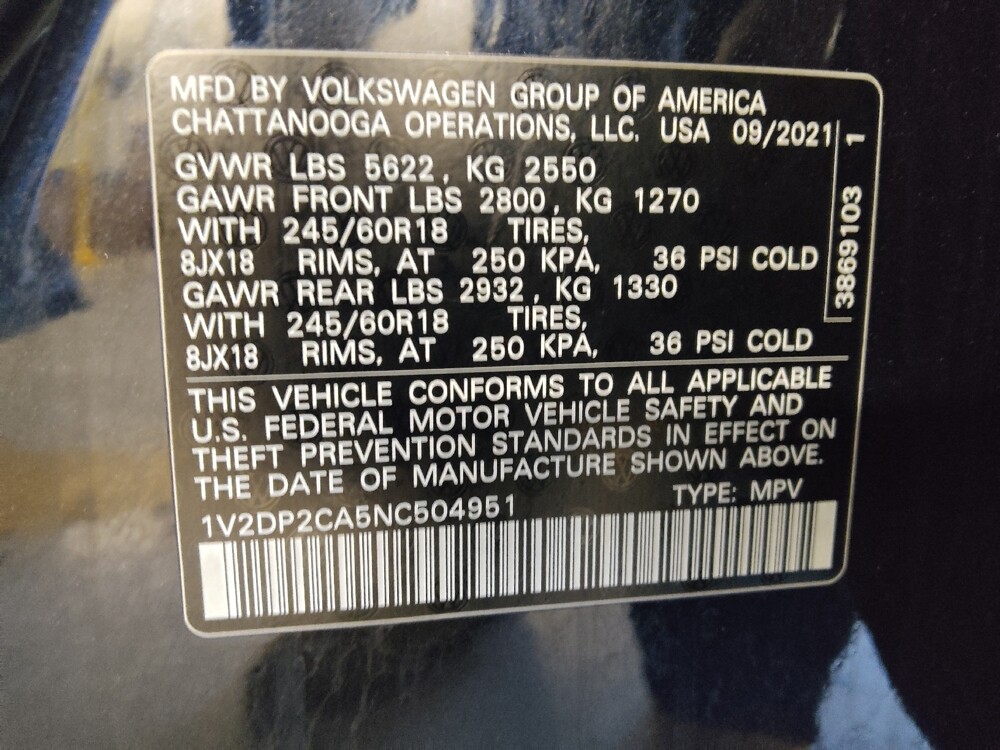 MFD BY VOLKSWAGEN GROUP OF AMERICA
CHATTANOOGA OPERATIONS, LLC, USA 09/2021
GVWR LBS 5622, KG 2550
GAWR FRONT LBS 2800, KG 1270
WITH 245/60R18 TIRES,
8JX18 RIMS, AT 250 KPA, 36 PSI COLD
GAWR REAR LBS 2932, KG 1330
WITH 245/60R18 TIRES,
8JX18 RIMS, AT 250 KPA, 36 PSI COLD
3869103 1
THIS VEHICLE CONFORMS TO ALL APPLICABLE
U.S. FEDERAL MOTOR VEHICLE SAFETY AND
THEFT PREVENTION STANDARDS IN EFFECT ON
THE DATE OF MANUFACTURE SHOWN ABOVE.
1V2DP2CA5NC504951 TYPE: MPV